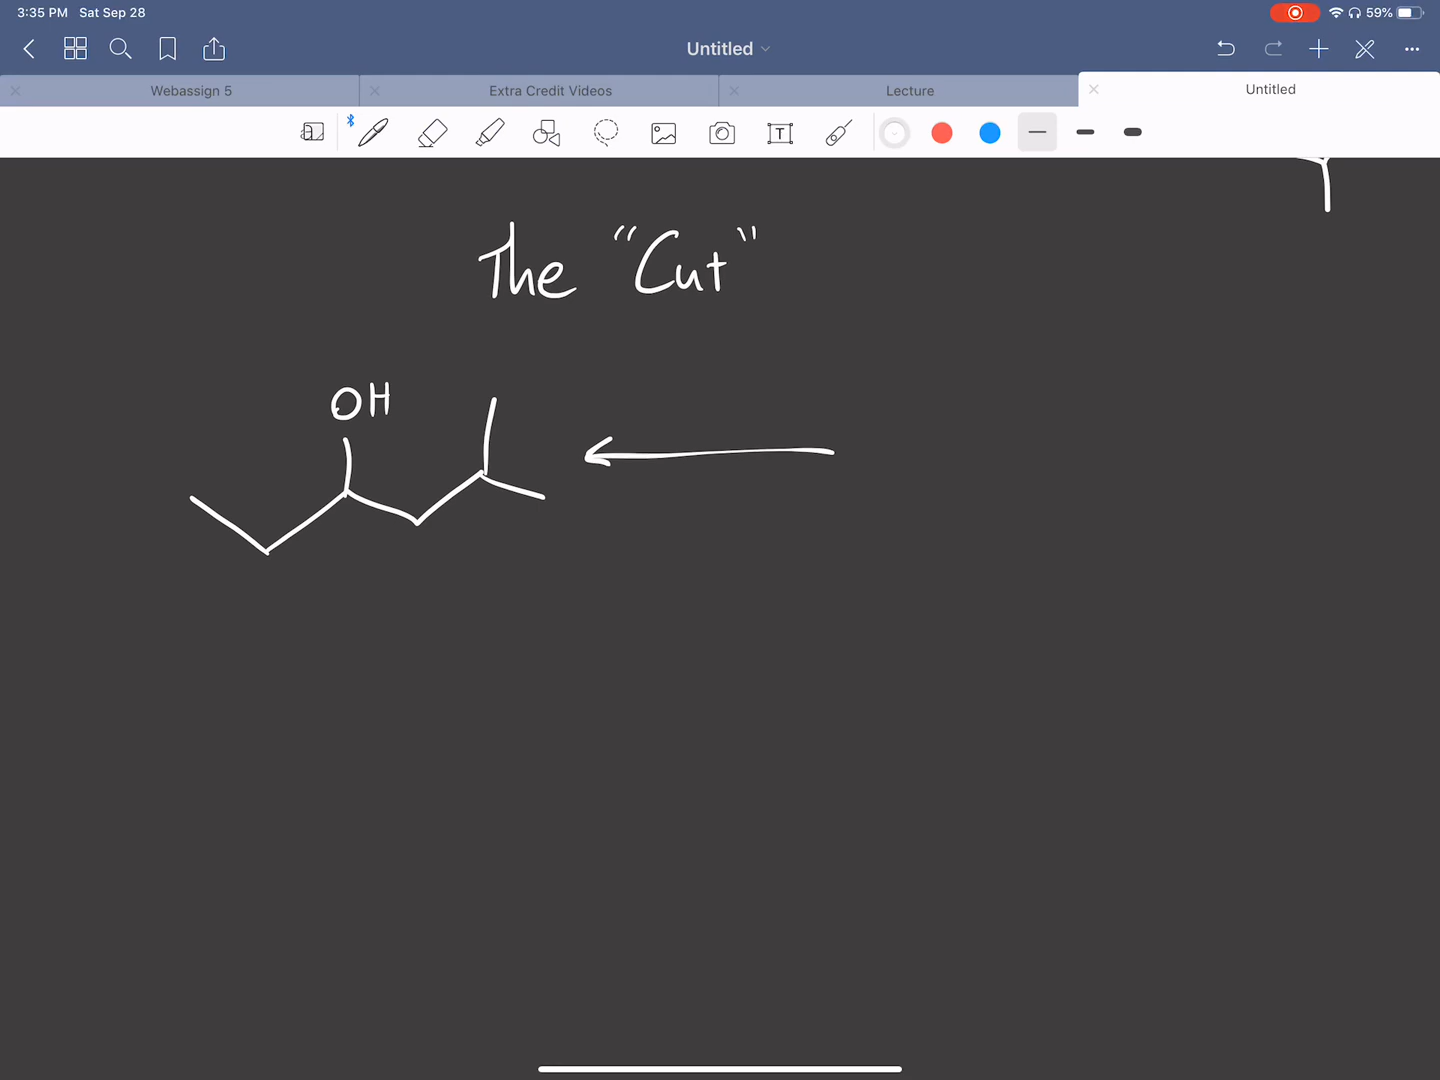 3:35 PM Sat Sep 28
59%
Untitled
Webassign 5
Extra Credit Videos
Lecture
Untitled
T
The "Cut"
OH